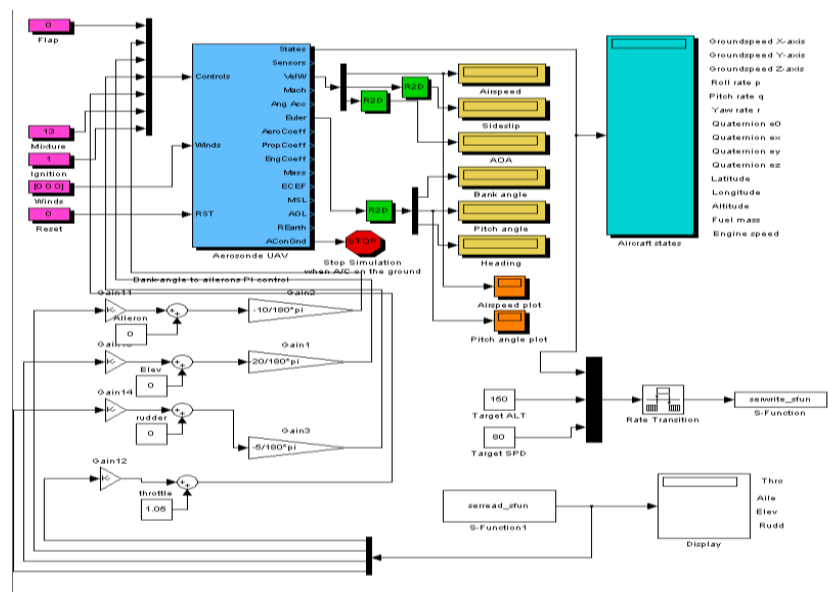 0
Flap
13
Mixture
1
Ignition
[0 0 0]
Winds
0
Reset
Controls
Winds
RST
States
Sensors
VelW
Mach
Ang Acc
Euler
AeroCoeff
PropCoeff
EngCoeff
Mass
ECEF
MSL
AGL
REarth
AConGnd
Aerosonde UAV
R2D
R2D
R2D
STOP
Stop Simulation
when A/C on the ground
Airspeed
Sideslip
AOA
Bank angle
Pitch angle
Heading
Airspeed plot
Pitch angle plot
Aircraft states
Groundspeed X-axis
Groundspeed Y-axis
Groundspeed Z-axis
Roll rate p
Pitch rate q
Yaw rate r
Quaternion e0
Quaternion ex
Quaternion ey
Quaternion ez
Latitude
Longitude
Altitude
Fuel mass
Engine speed
Bank angle to ailerons PI control
Gain11
K-
Aileron
0
Gain2
-10/180*pi
K-
Elev
0
Gain1
20/180*pi
Gain14
K-
rudder
0
Gain3
-5/180*pi
Gain12
K-
throttle
1.05
150
Target ALT
80
Target SPD
Rate Transition
serwrite_sfun
S-Function
serread_sfun
S-Function1
Display
Thro
Aile
Elev
Rudd